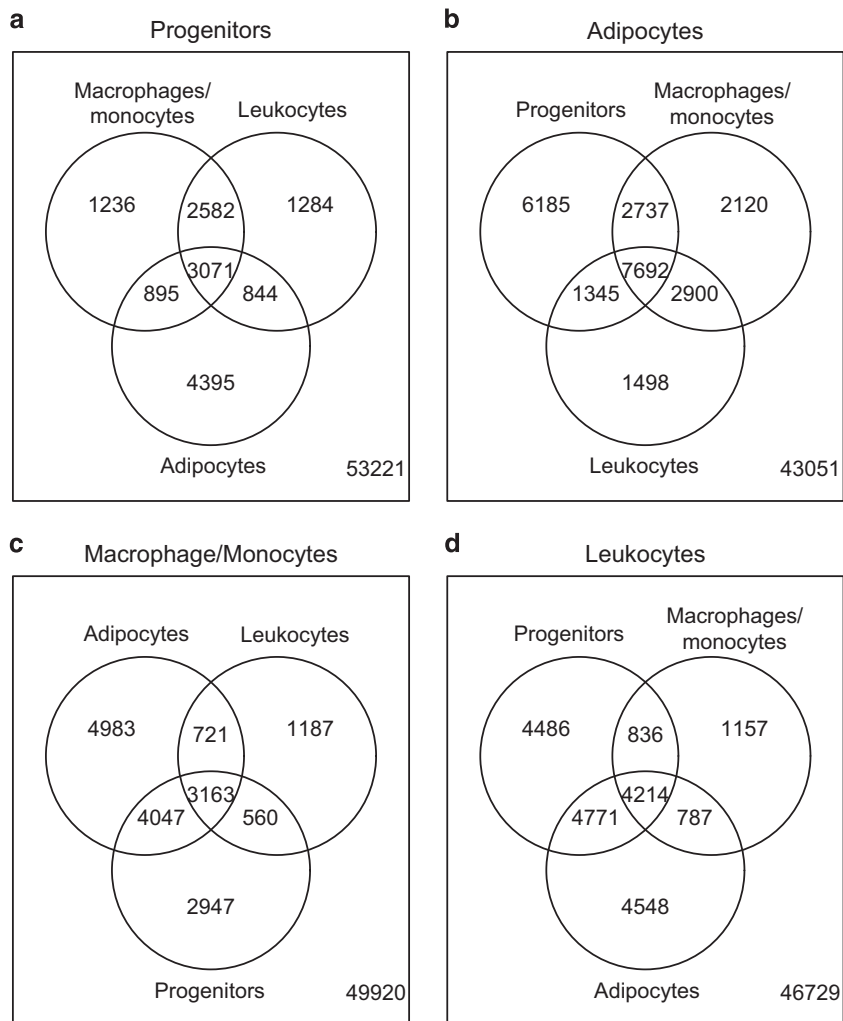 a
Progenitors
Macrophages/
monocytes
Leukocytes
1236
2582
1284
3071
895
844
4395
Adipocytes
53221
b
Adipocytes
Progenitors
Macrophages/
monocytes
6185
2737
2120
7692
1345
2900
1498
Leukocytes
43051
c
Macrophage/Monocytes
Adipocytes
Leukocytes
4983
721
1187
3163
4047
560
2947
Progenitors
49920
d
Leukocytes
Progenitors
Macrophages/
monocytes
4486
836
1157
4214
4771
787
4548
Adipocytes
46729